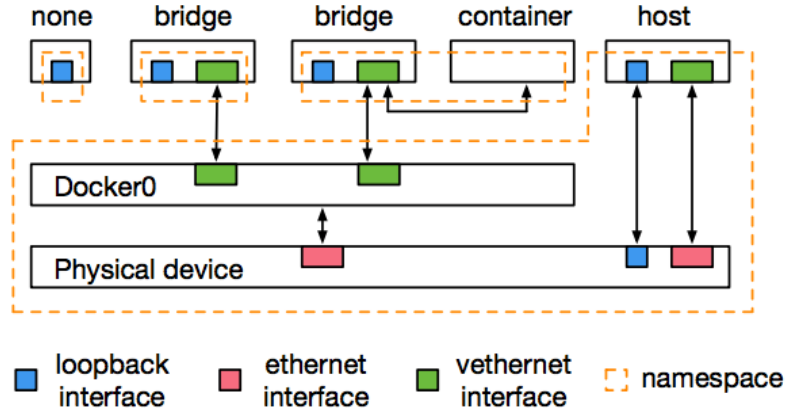 none bridge bridge container host
Docker0
Physical device
loopback interface
ethernet interface
vethernet interface
namespace